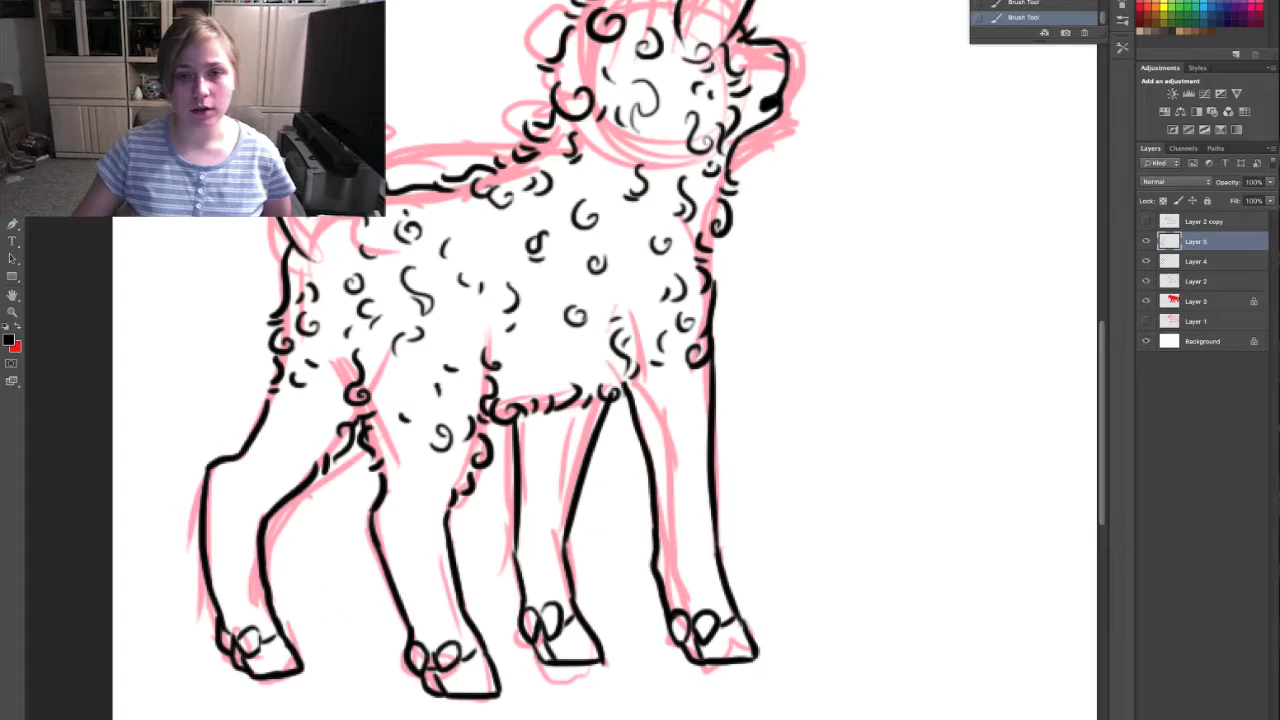 Brush Tool
Brush Tool
Adjustments Styles
Add an adjustment
Layers Channels Paths
Kind
Normal Opacity: 100%
Lock: Fill: 100%
Layer 2 copy
Layer 5
Layer 4
Layer 2
Layer 3
Layer 1
Background